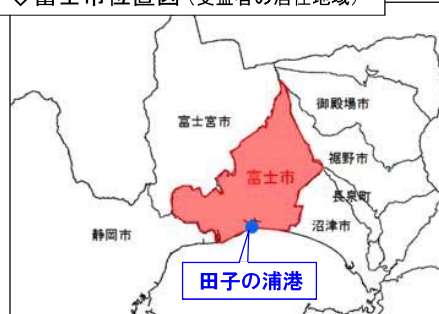 ◇富士市位置図（受益者の居住地域）
御殿場市
富士宮市
裾野市
富士市
長泉町
静岡市
沼津市
田子の浦港